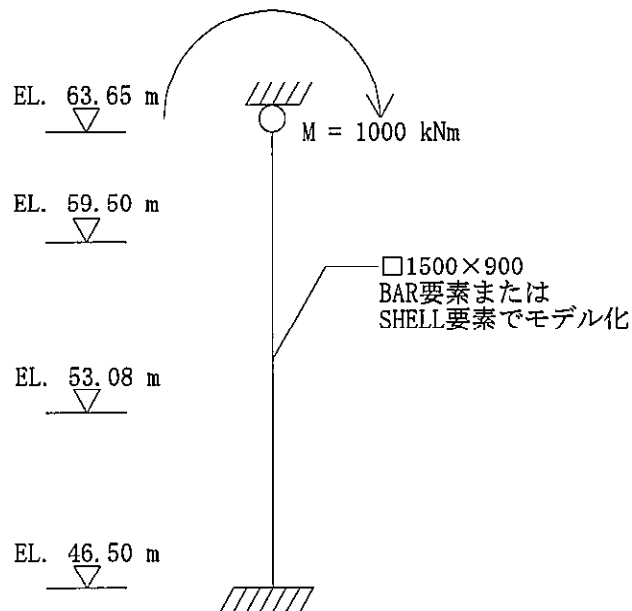 EL. 63.65 m
M = 1000 kNm
EL. 59.50 m
□1500×900
BAR要素または
SHELL要素でモデル化
EL. 53.08 m
EL. 46.50 m